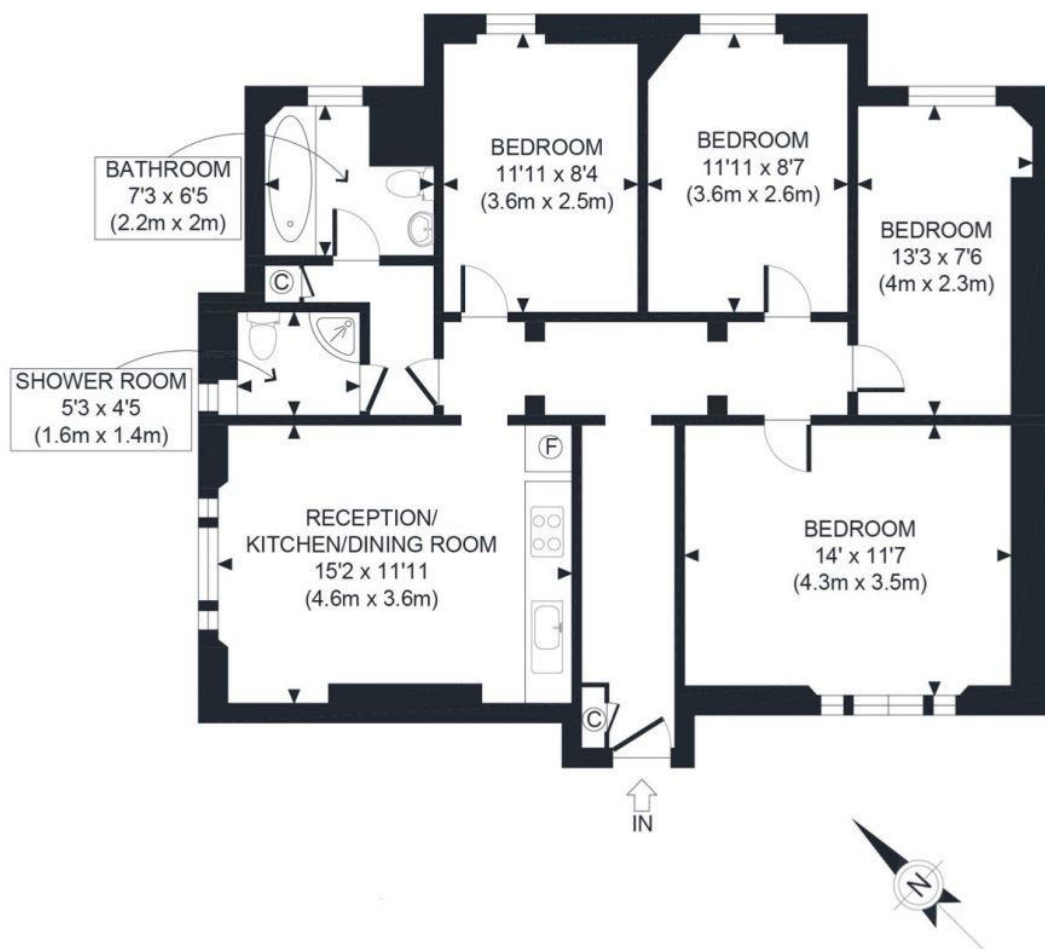 BEDROOM
11'11 x 8'4
(3.6m x 2.5m)
BEDROOM
11'11 x 8'7
(3.6m x 2.6m)
BATHROOM
7'3 x 6'5
(2.2m x 2m)
BEDROOM
13'3 x 7'6
(4m x 2.3m)
C
SHOWER ROOM
5'3 x 4'5
(1.6m x 1.4m)
F
RECEPTION/
KITCHEN/DINING ROOM
15'2 x 11'11
(4.6m x 3.6m)
BEDROOM
14' x 11'7
(4.3m x 3.5m)
C
IN
N